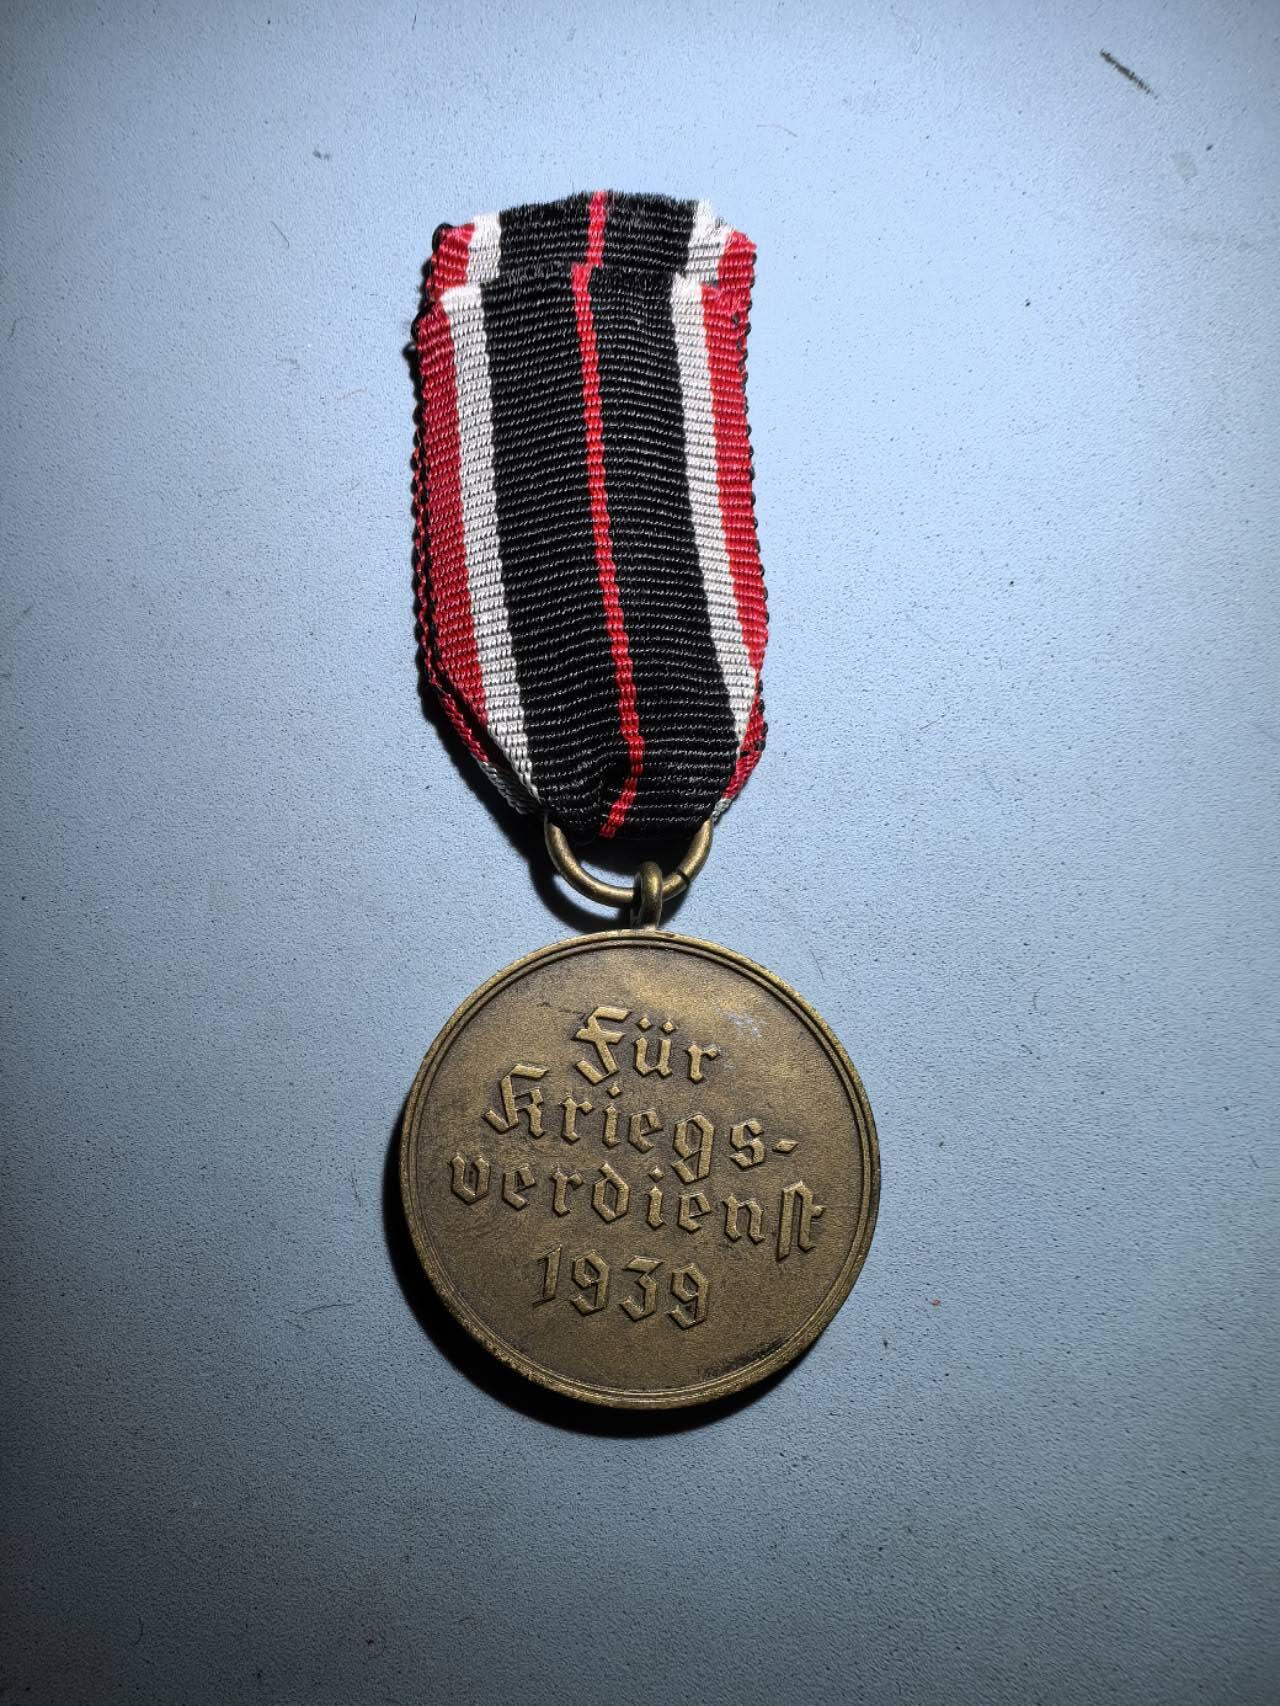 Für
Kriegs-
verdienst
1939